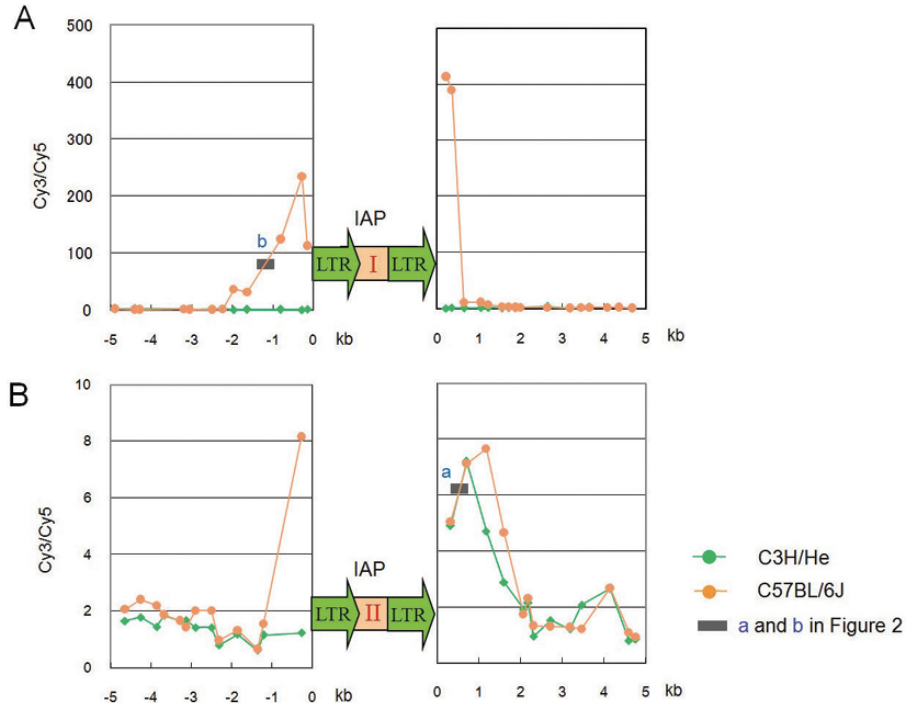 A
500
400
300
200
100
0
Cy3/Cy5
b
-5 -4 -3 -2 -1 0 kb
IAP
LTR I LTR
0 1 2 3 4 5 kb
B
10
8
6
4
2
0
Cy3/Cy5
-5 -4 -3 -2 -1 0 kb
IAP
LTR II LTR
a
0 1 2 3 4 5 kb
C3H/He
C57BL/6J
a and b in Figure 2